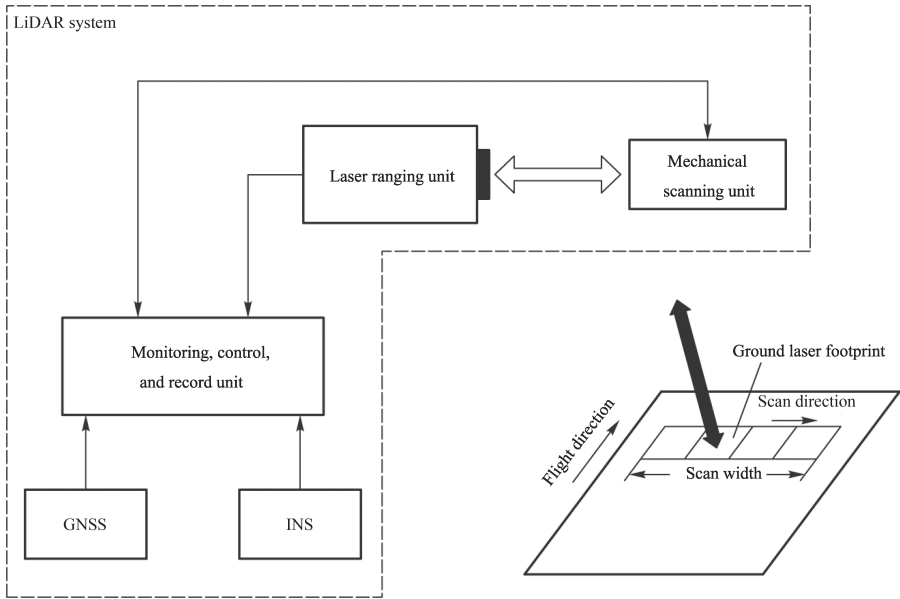 LiDAR system
Laser ranging unit
Mechanical
scanning unit
Monitoring, control,
and record unit
GNSS
INS
Ground laser footprint
Scan direction
Flight direction
Scan width